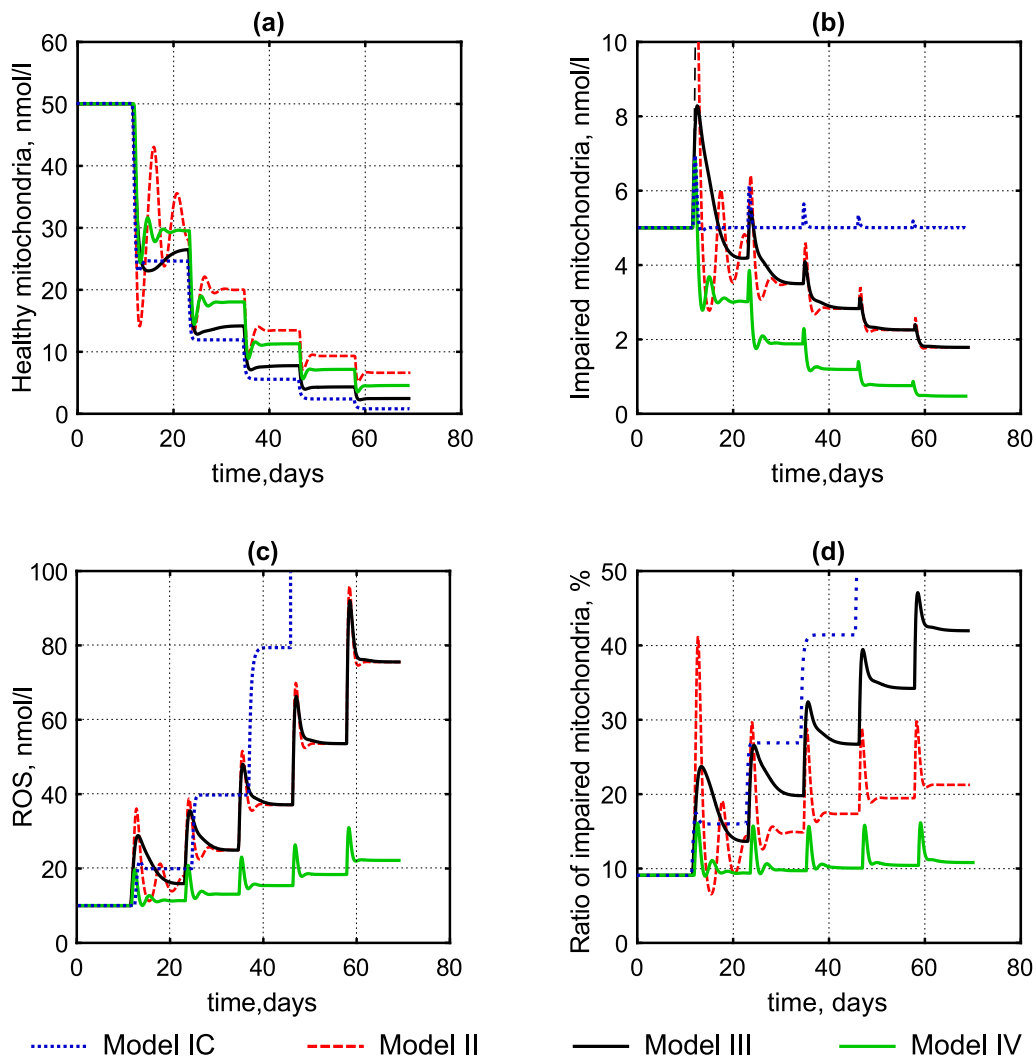 (a)
60
50
40
30
20
10
0
0 20 40 60 80
Healthy mitochondria, nmol/l
time,days
(b)
10
8
6
4
2
0
0 20 40 60 80
Impaired mitochondria, nmol/l
time,days
(c)
100
80
60
40
20
0
0 20 40 60 80
ROS, nmol/l
time,days
(d)
50
40
30
20
10
0
0 20 40 60 80
Ratio of impaired mitochondria, %
time, days
Model IC Model II Model III Model IV